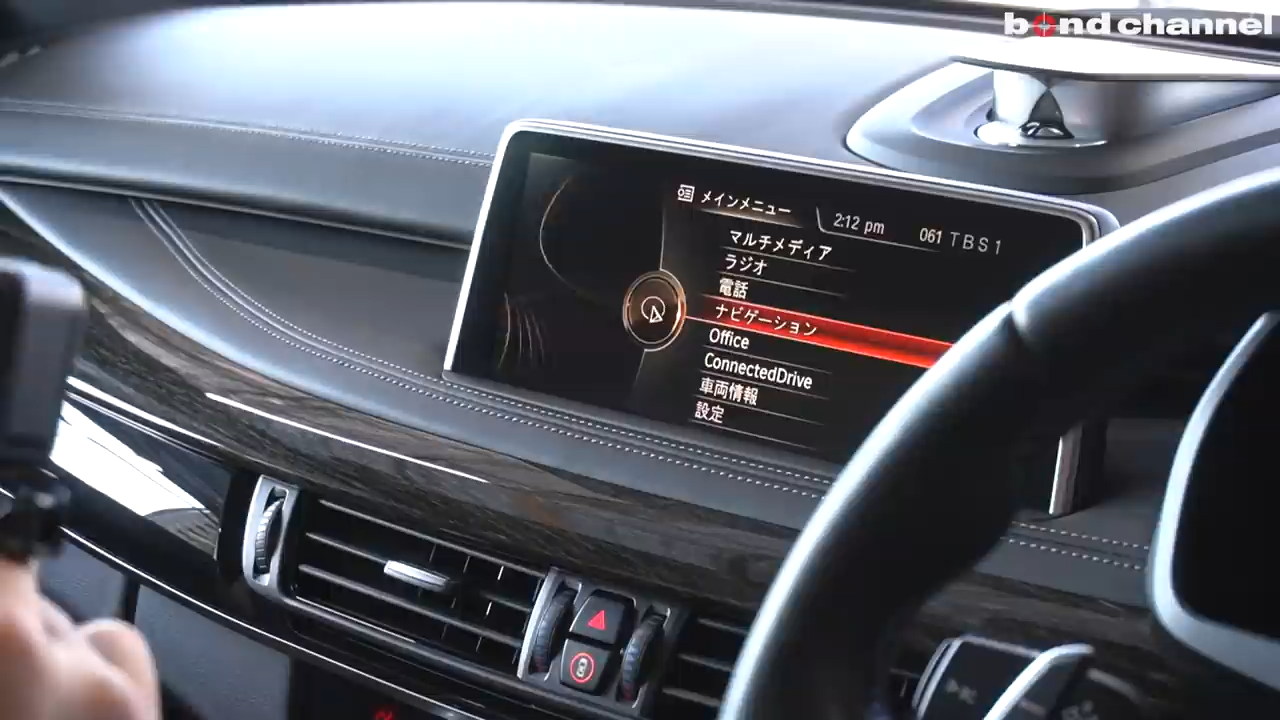 bond channel
メインメニュー
2:12 pm
061 TBS1
マルチメディア
ラジオ
電話
ナビゲーション
Office
ConnectedDrive
車両情報
設定